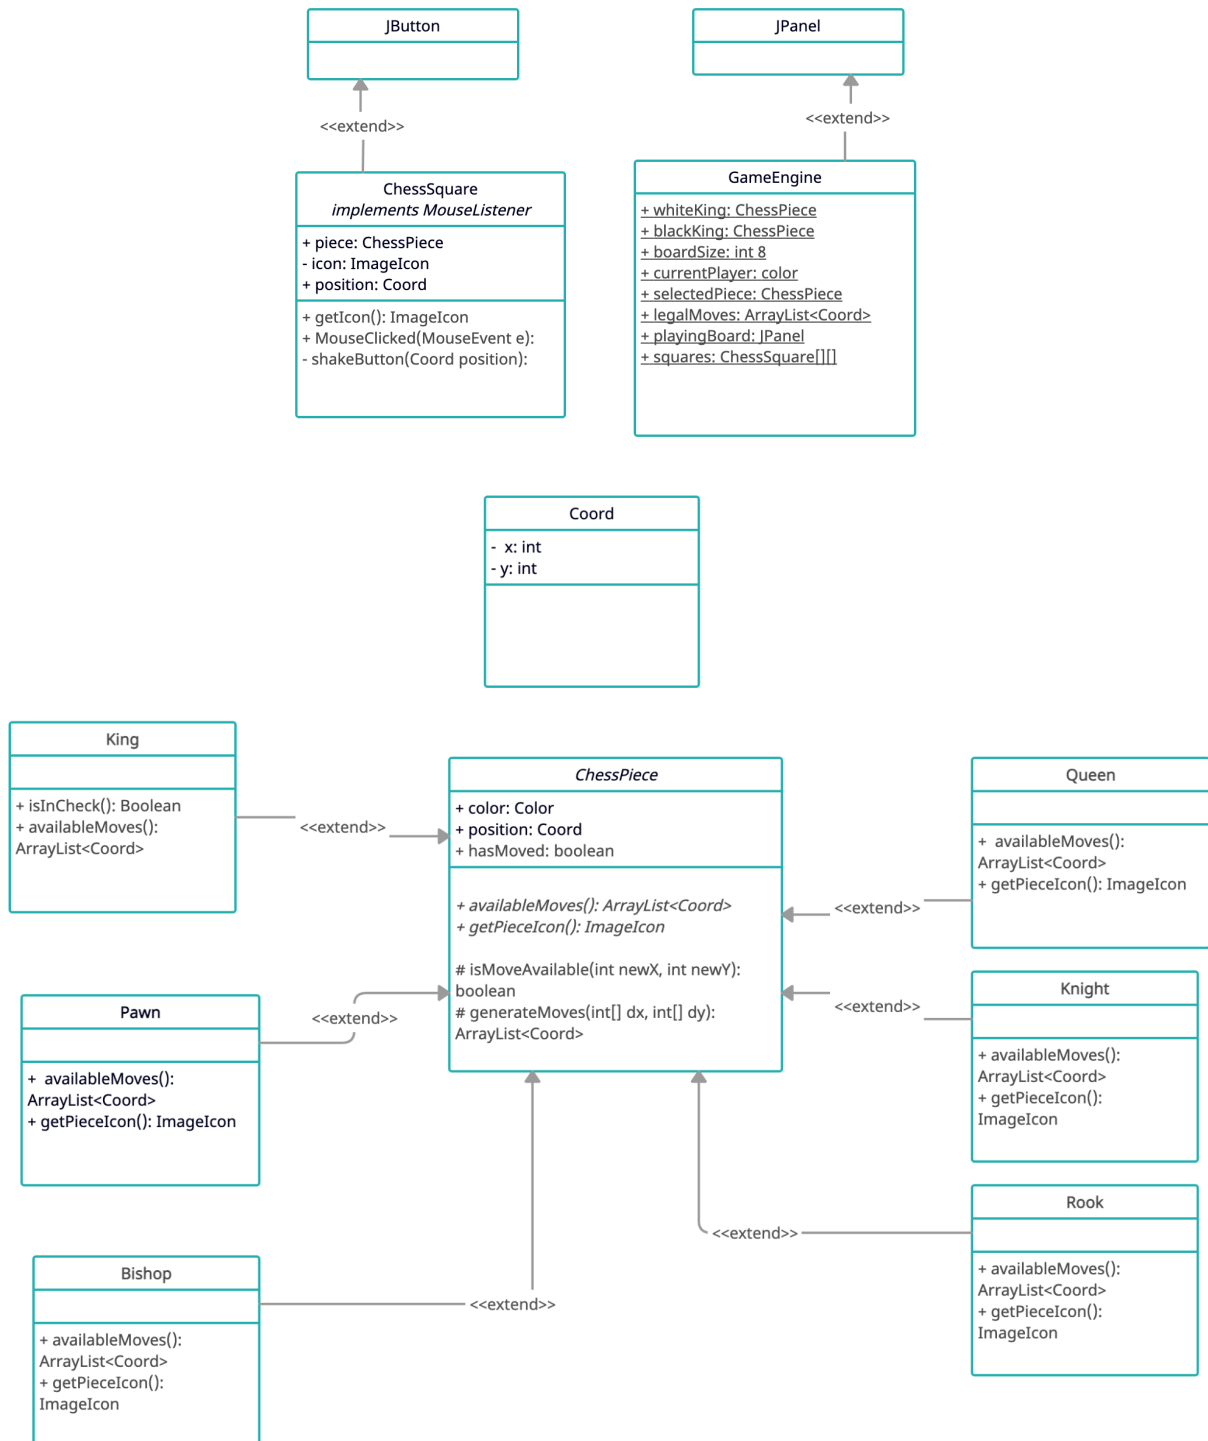 JButton
<<extend>>
ChessSquare
implements MouseListener
+ piece: ChessPiece
- icon: ImageIcon
+ position: Coord
+ getIcon(): ImageIcon
+ MouseClicked(MouseEvent e):
- shakeButton(Coord position):
JPanel
<<extend>>
GameEngine
+ whiteKing: ChessPiece
+ blackKing: ChessPiece
+ boardSize: int 8
+ currentPlayer: color
+ selectedPiece: ChessPiece
+ legalMoves: ArrayList<Coord>
+ playingBoard: JPanel
+ squares: ChessSquare[][]
Coord
-  x: int
- y: int
King
+ isInCheck(): Boolean
+ availableMoves():
ArrayList<Coord>
<<extend>>
ChessPiece
+ color: Color
+ position: Coord
+ hasMoved: boolean
+ availableMoves(): ArrayList<Coord>
+ getPieceIcon(): ImageIcon
# isMoveAvailable(int newX, int newY):
boolean
# generateMoves(int[] dx, int[] dy):
ArrayList<Coord>
Queen
+  availableMoves():
ArrayList<Coord>
+ getPieceIcon(): ImageIcon
<<extend>>
Pawn
+  availableMoves():
ArrayList<Coord>
+ getPieceIcon(): ImageIcon
<<extend>>
Knight
+ availableMoves():
ArrayList<Coord>
+ getPieceIcon():
ImageIcon
<<extend>>
Bishop
+ availableMoves():
ArrayList<Coord>
+ getPieceIcon():
ImageIcon
<<extend>>
Rook
+ availableMoves():
ArrayList<Coord>
+ getPieceIcon():
ImageIcon
<<extend>>